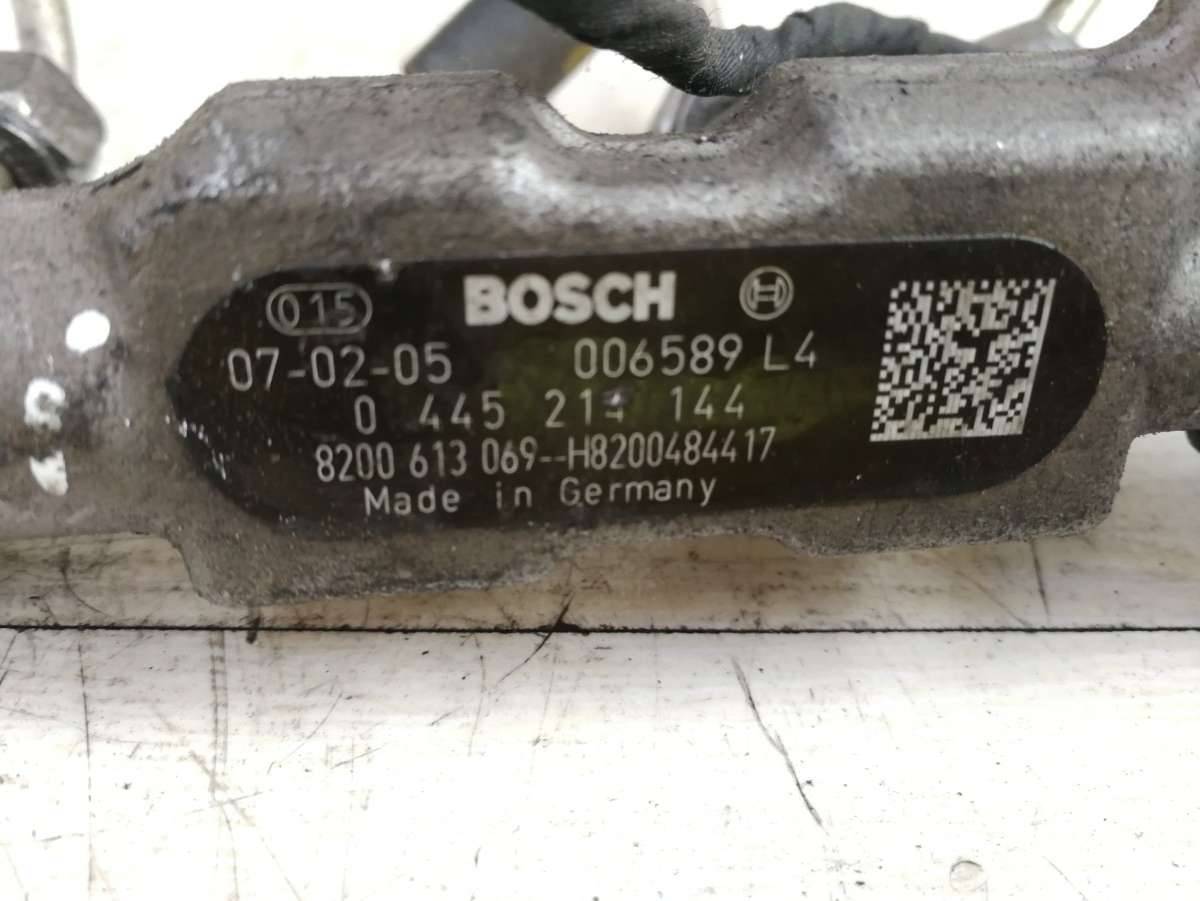 015 BOSCH
07-02-05 006589 L4
0 445 214 144
8200 613 069--H8200484417
Made in Germany